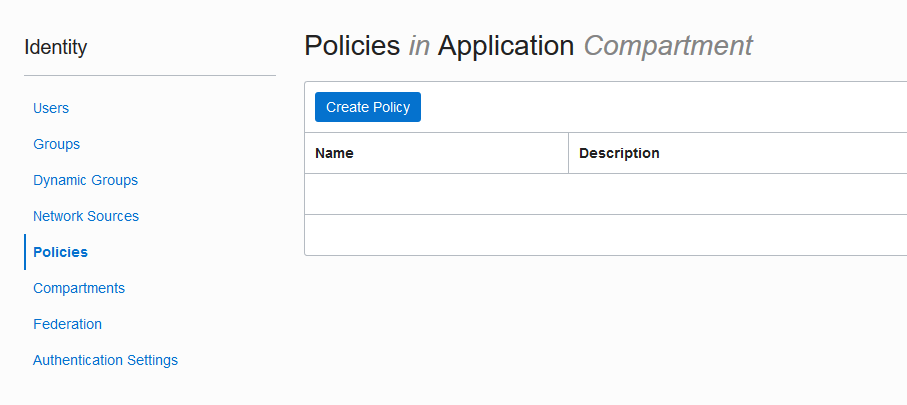 Identity
Users
Groups
Dynamic Groups
Network Sources
Policies
Compartments
Federation
Authentication Settings
Policies in Application Compartment
Create Policy
Name Description